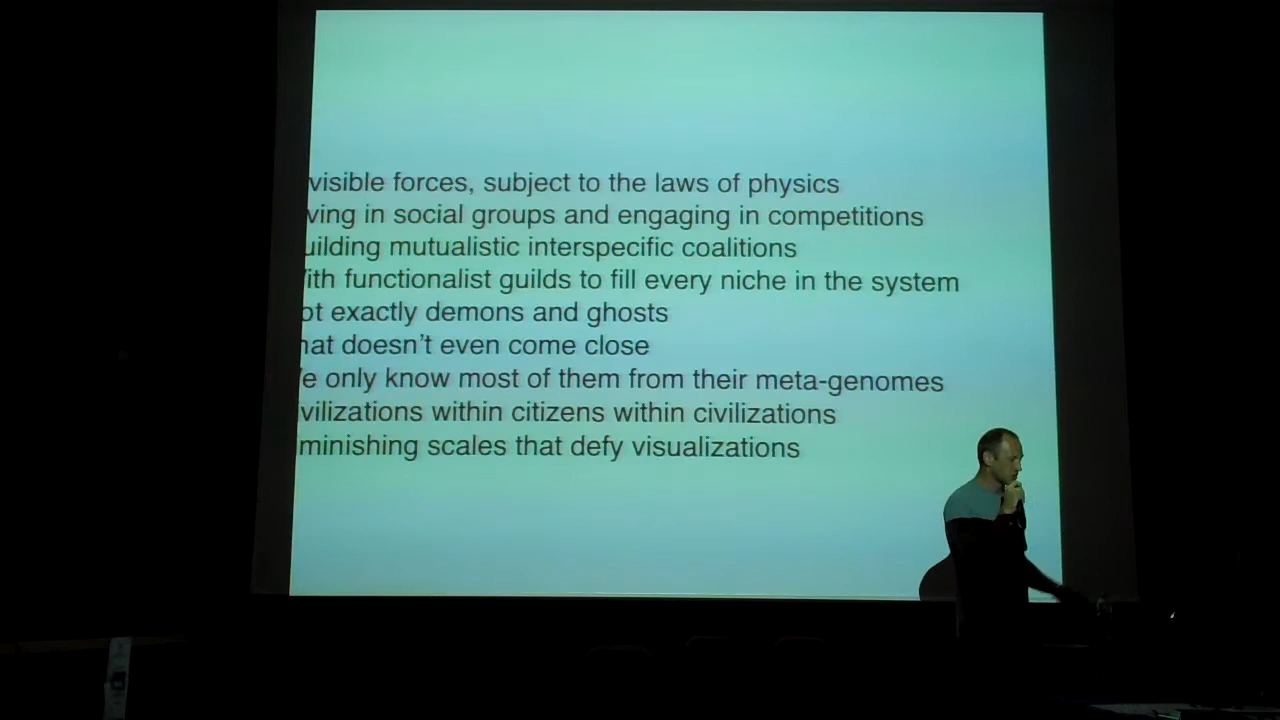 visible forces, subject to the laws of physics
ving in social groups and engaging in competitions
uilding mutualistic interspecific coalitions
ith functionalist guilds to fill every niche in the system
ot exactly demons and ghosts
hat doesn't even come close
e only know most of them from their meta-genomes
vilizations within citizens within civilizations
minishing scales that defy visualizations